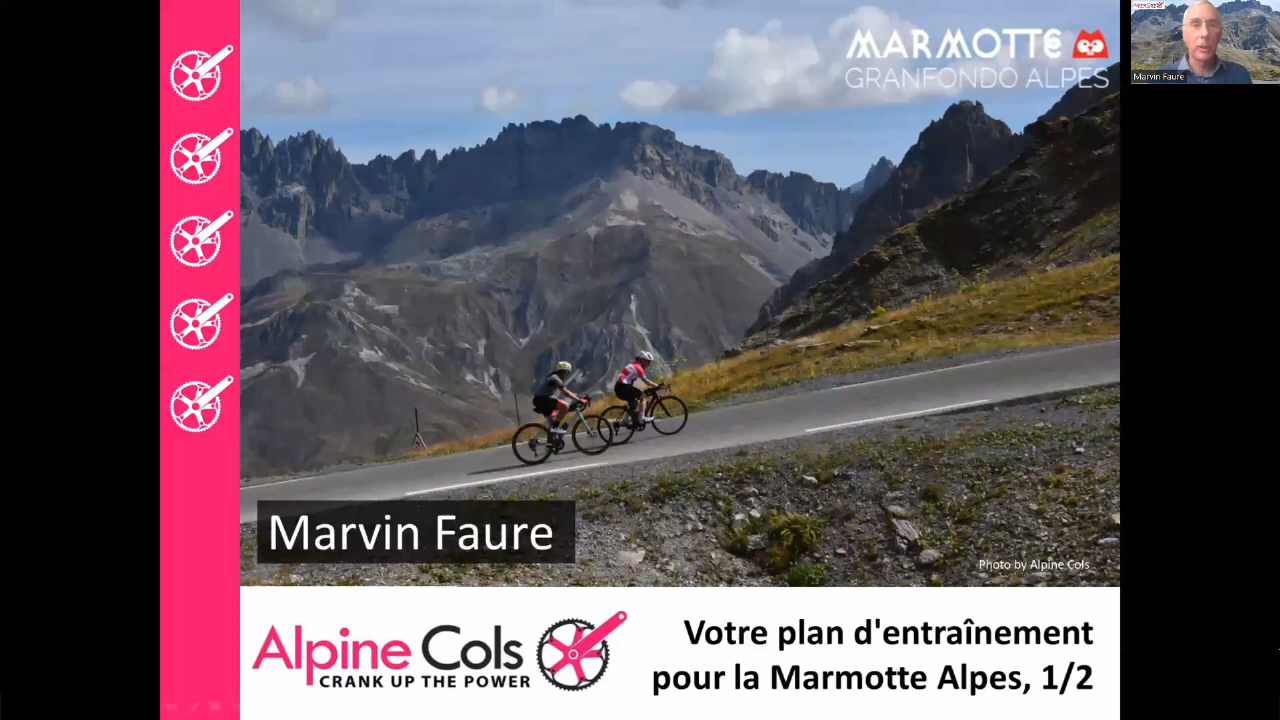 MARMOTTE
GRANFONDO ALPES
Marvin Faure
Marvin Faure
Photo by Alpine Cols
Alpine Cols
CRANK UP THE POWER
Votre plan d'entraînement
pour la Marmotte Alpes, 1/2